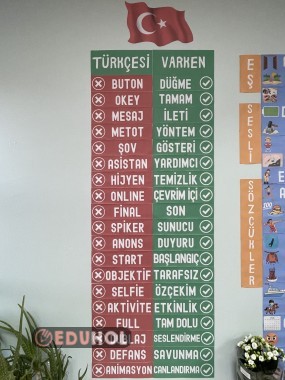 TÜRKÇESİ VARKEN
BUTON DÜĞME
OKEY TAMAM
MESAJ İLETİ
METOT YÖNTEM
ŞOV GÖSTERİ
ASİSTAN YARDIMCI
HİJYEN TEMİZLİK
ONLINE ÇEVRİM İÇİ
FİNAL SON
SPİKER SUNUCU
ANONS DUYURU
START BAŞLANGIÇ
OBJEKTİF TARAFSIZ
SELFIE ÖZÇEKİM
AKTİVİTE ETKİNLİK
FULL TAM DOLU
SESLENDİRME
DEFANS SAVUNMA
ANİMASYON CANLANDIRMA
EŞ
SESLİ
SÖZCÜKLER
EDUHOL